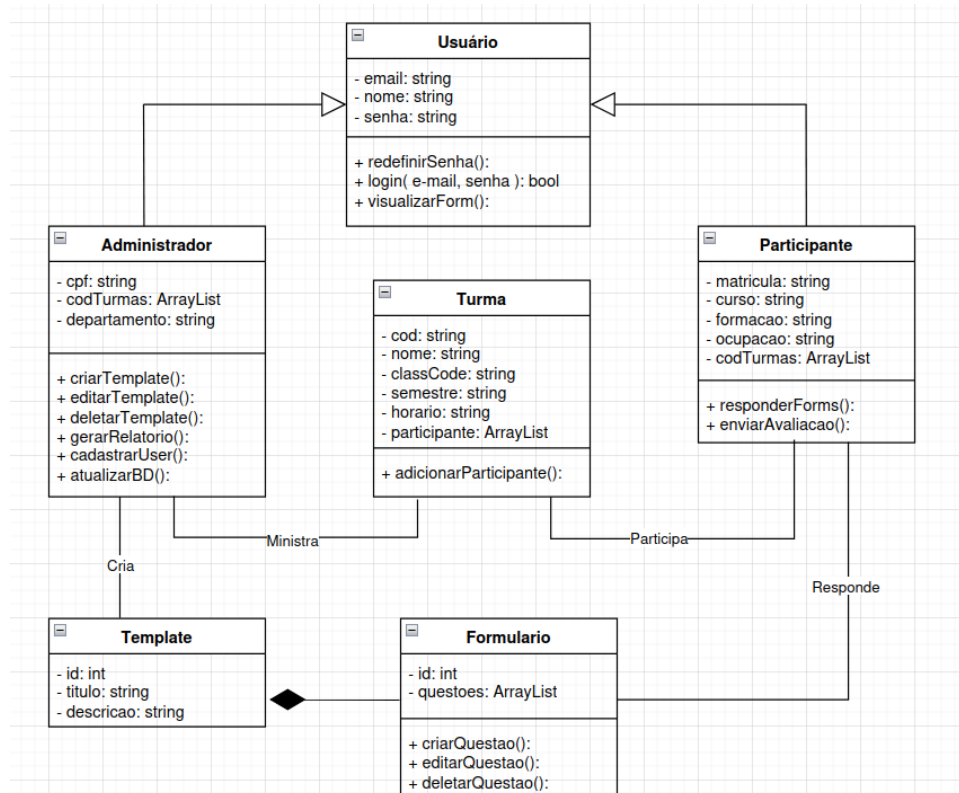 Usuário
- email: string
- nome: string
- senha: string
+ redefinirSenha():
+ login( e-mail, senha ): bool
+ visualizarForm():
Administrador
- cpf: string
- codTurmas: ArrayList
- departamento: string
+ criarTemplate():
+ editarTemplate():
+ deletarTemplate():
+ gerarRelatorio():
+ cadastrarUser():
+ atualizarBD():
Turma
- cod: string
- nome: string
- classCode: string
- semestre: string
- horario: string
- participante: ArrayList
+ adicionarParticipante():
Participante
- matricula: string
- curso: string
- formacao: string
- ocupacao: string
- codTurmas: ArrayList
+ responderForms():
+ enviarAvaliacao():
Ministra
Participa
Cria
Responde
Template
- id: int
- titulo: string
- descricao: string
Formulario
- id: int
- questoes: ArrayList
+ criarQuestao():
+ editarQuestao():
+ deletarQuestao():